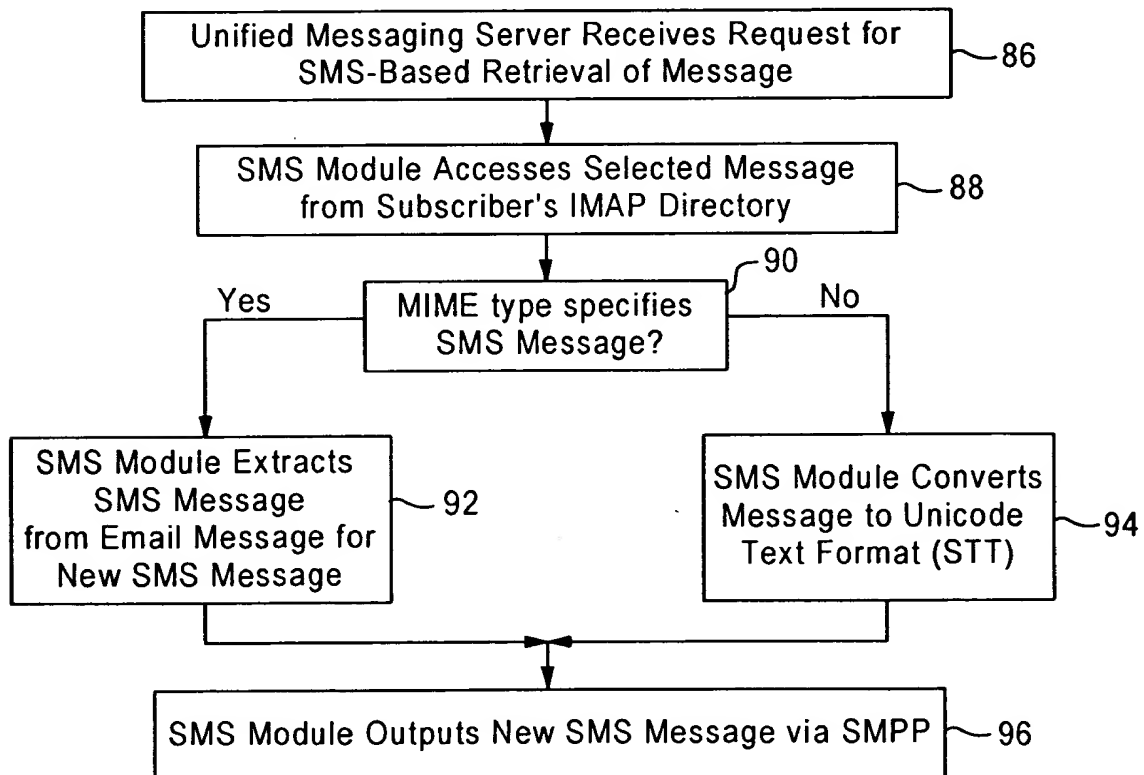 Unified Messaging Server Receives Request for
SMS-Based Retrieval of Message
86
SMS Module Accesses Selected Message
from Subscriber's IMAP Directory
88
90
MIME type specifies
SMS Message?
Yes
No
SMS Module Extracts
SMS Message
from Email Message for
New SMS Message
92
SMS Module Converts
Message to Unicode
Text Format (STT)
94
SMS Module Outputs New SMS Message via SMPP
96